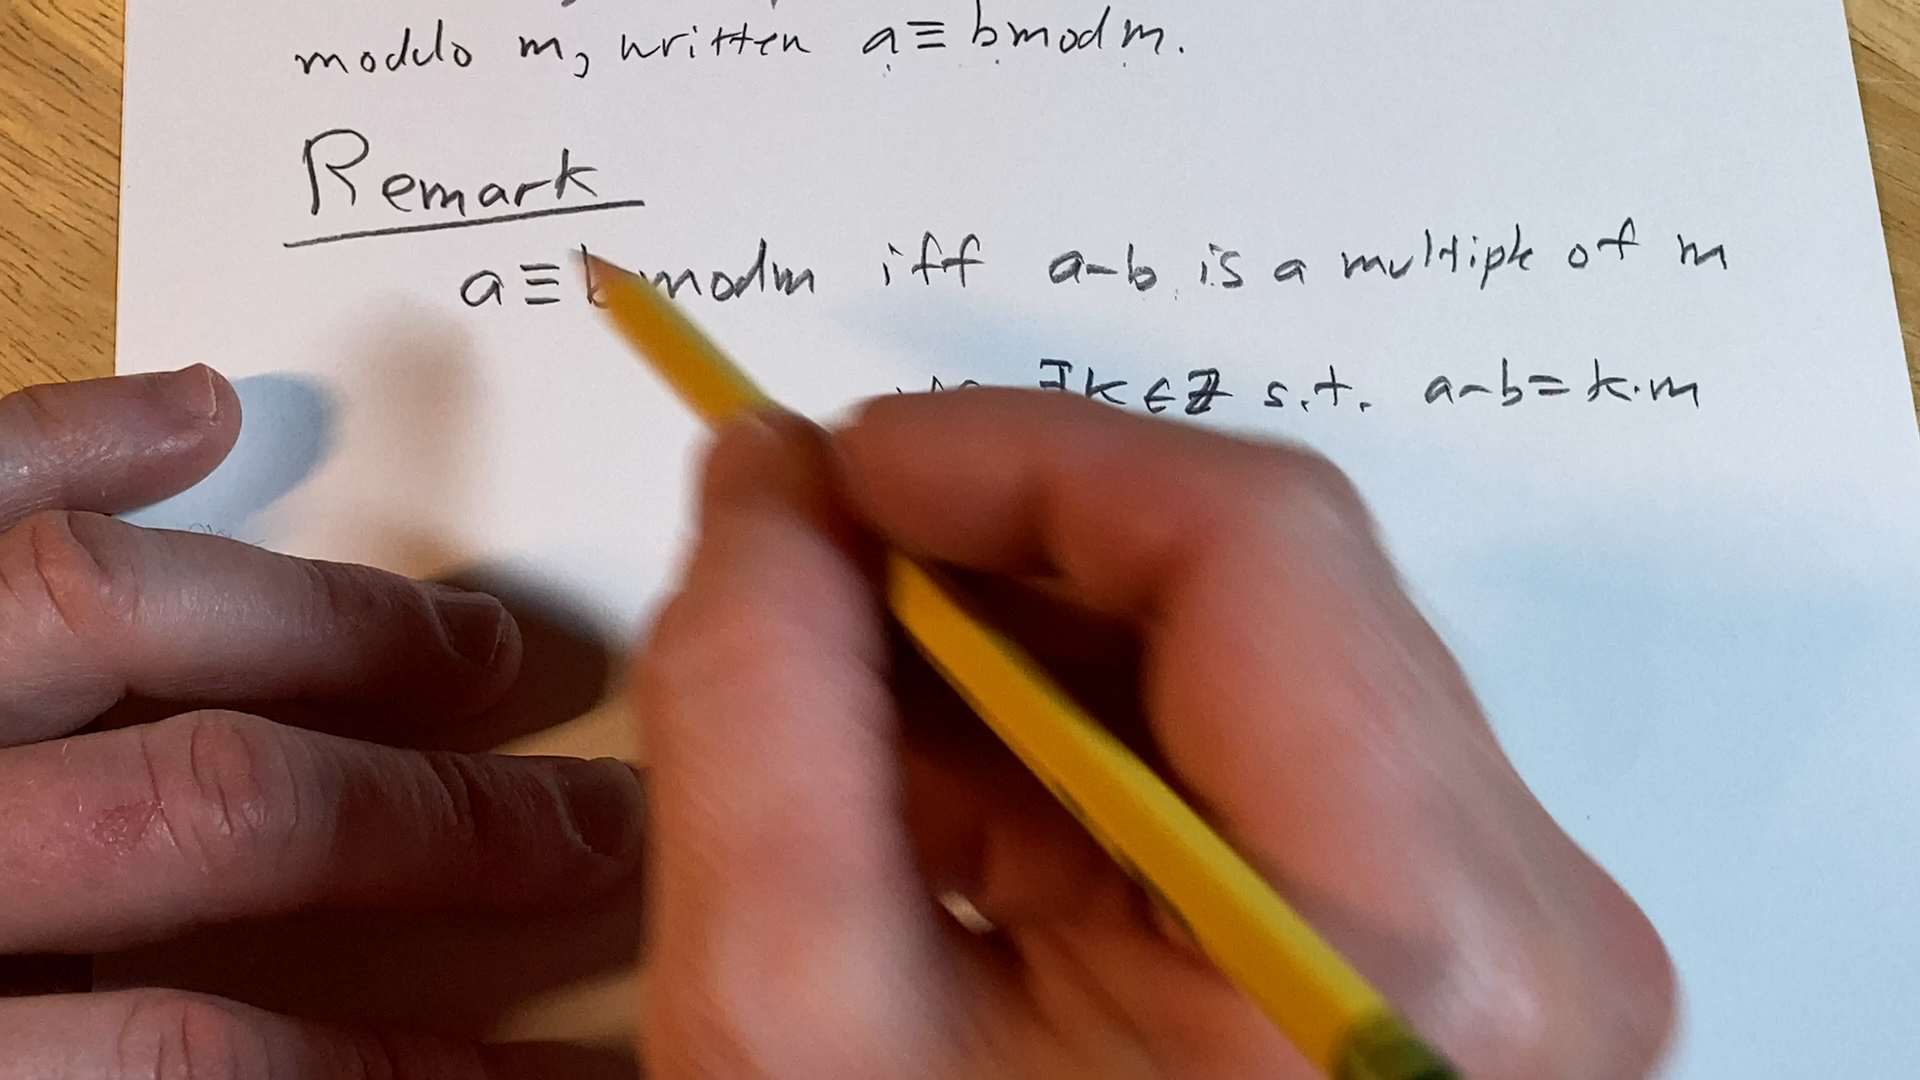 modulo m, written a ≡ b mod m.
Remark
a ≡ b mod m iff a-b is a multiple of m
∃k∈ℤ s.t. a-b = k·m